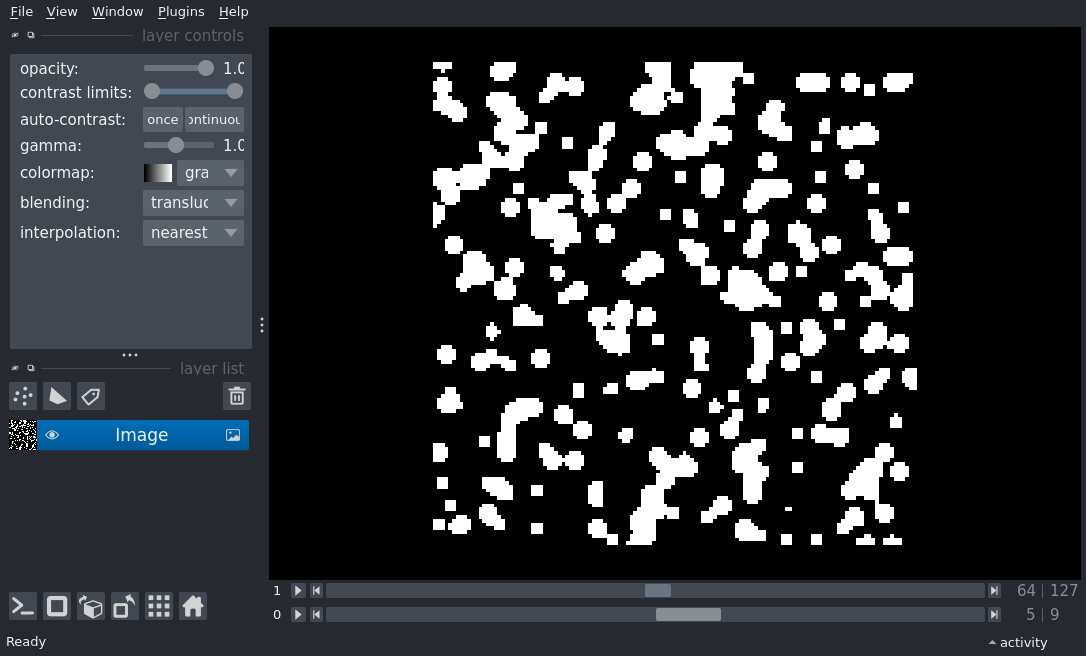 File View Window Plugins Help
layer controls
opacity: 1.0
contrast limits:
auto-contrast: once ontinuou
gamma: 1.0
colormap: gra
blending: transluc
interpolation: nearest
layer list
Image
1 64 | 127
0 5 | 9
Ready activity